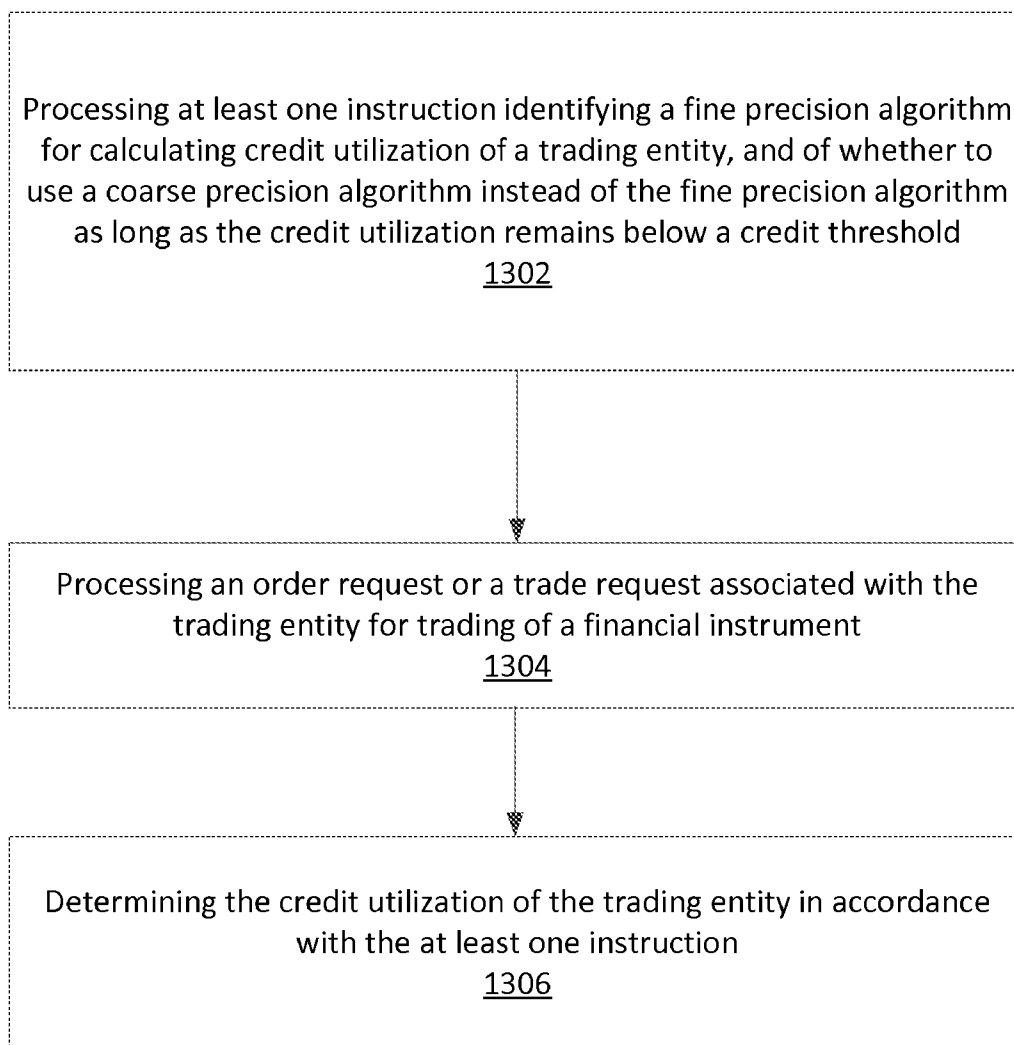 Processing at least one instruction identifying a fine precision algorithm
for calculating credit utilization of a trading entity, and of whether to
use a coarse precision algorithm instead of the fine precision algorithm
as long as the credit utilization remains below a credit threshold
1302
Processing an order request or a trade request associated with the
trading entity for trading of a financial instrument
1304
Determining the credit utilization of the trading entity in accordance
with the at least one instruction
1306